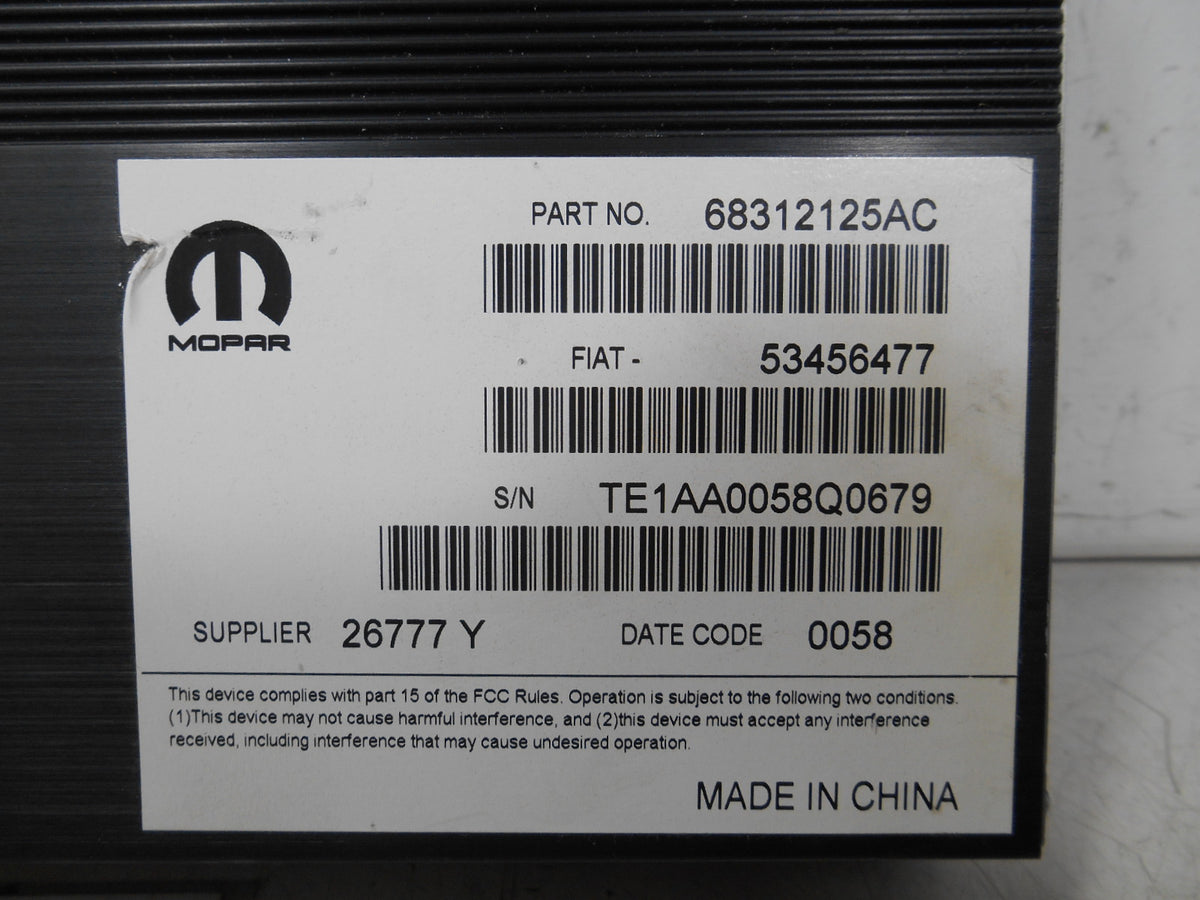 PART NO. 68312125AC
MOPAR
FIAT - 53456477
S/N TE1AA0058Q0679
SUPPLIER 26777 Y DATE CODE 0058
This device complies with part 15 of the FCC Rules. Operation is subject to the following two conditions.
(1)This device may not cause harmful interference, and (2)this device must accept any interference
received, including interference that may cause undesired operation.
MADE IN CHINA